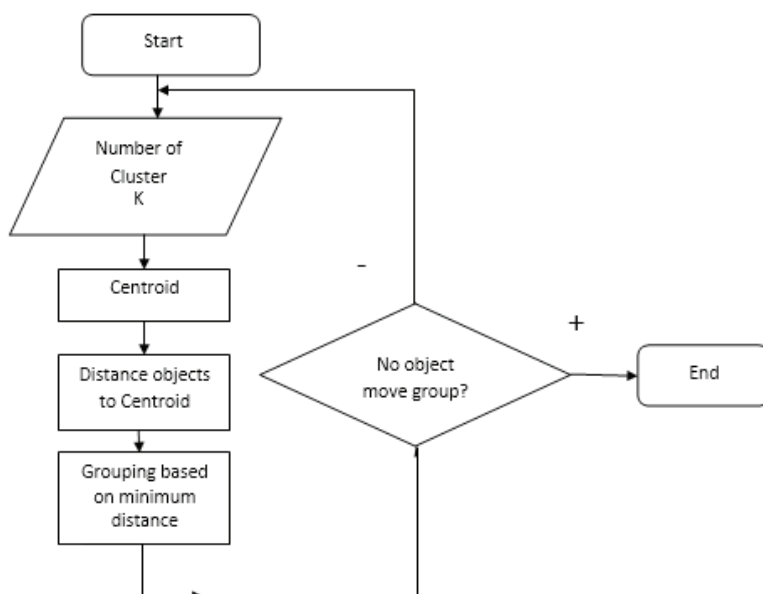 Start
Number of
Cluster
K
Centroid
Distance objects
to Centroid
Grouping based
on minimum
distance
-
No object
move group?
+
End